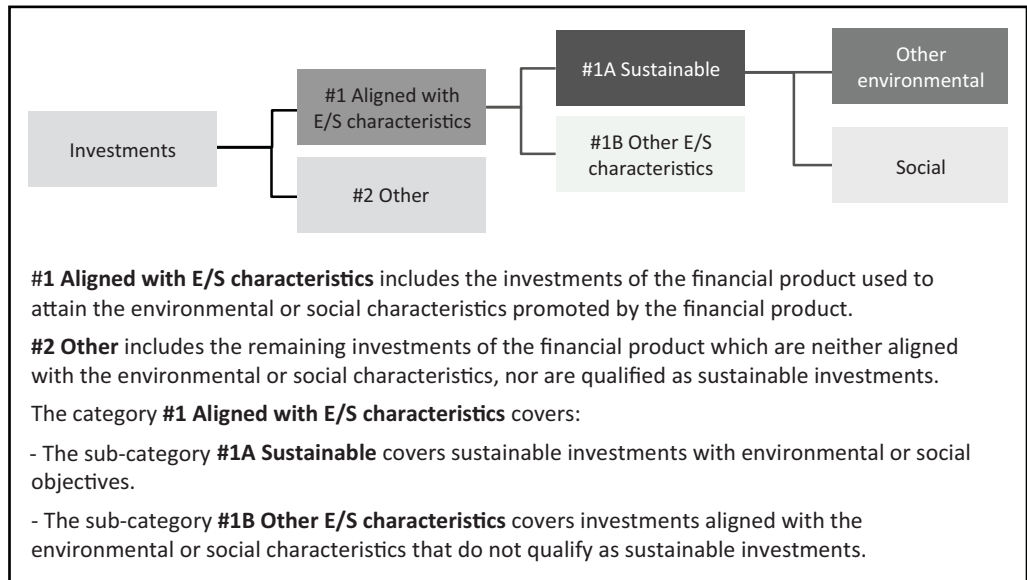 Investments
#1 Aligned with
E/S characteristics
#2 Other
#1A Sustainable
#1B Other E/S
characteristics
Other
environmental
Social
#1 Aligned with E/S characteristics includes the investments of the financial product used to
attain the environmental or social characteristics promoted by the financial product.
#2 Other includes the remaining investments of the financial product which are neither aligned
with the environmental or social characteristics, nor are qualified as sustainable investments.
The category #1 Aligned with E/S characteristics covers:
- The sub-category #1A Sustainable covers sustainable investments with environmental or social
objectives.
- The sub-category #1B Other E/S characteristics covers investments aligned with the
environmental or social characteristics that do not qualify as sustainable investments.